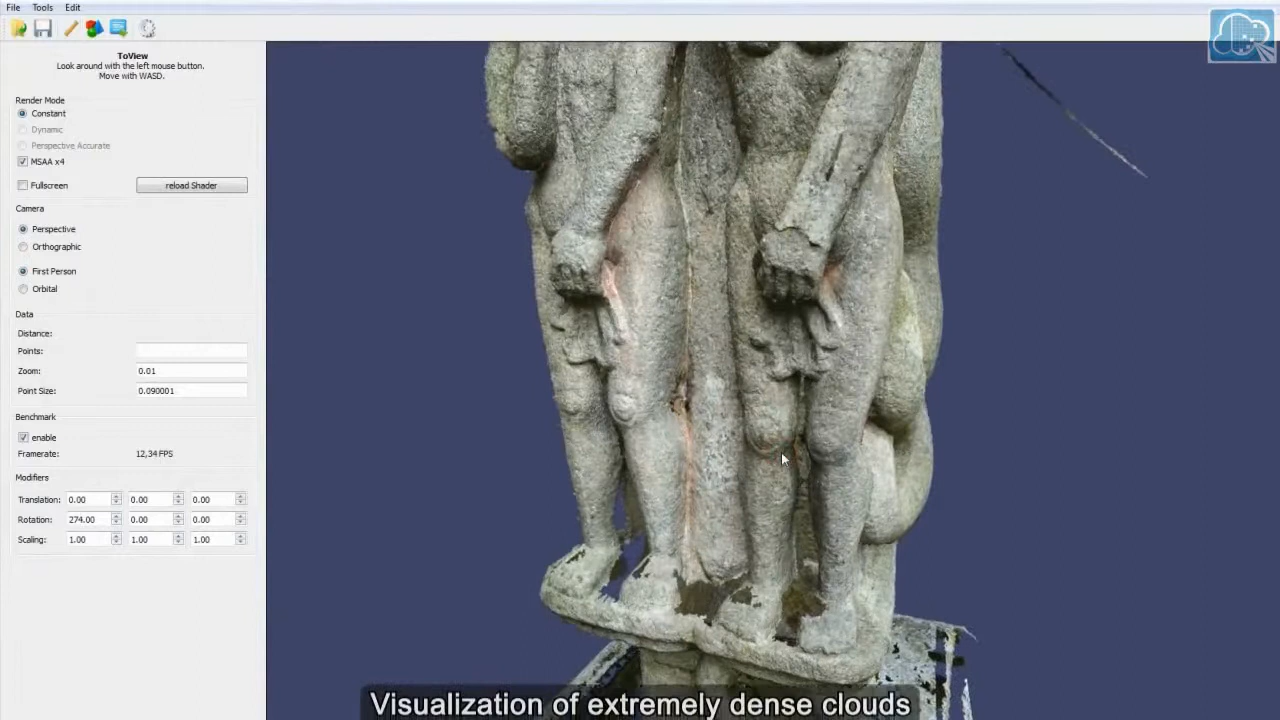 File Tools Edit
ToView
Look around with the left mouse button.
Move with WASD.
Render Mode
Constant
Dynamic
Perspective Accurate
MSAA x4
Fullscreen reload Shader
Camera
Perspective
Orthographic
First Person
Orbital
Data
Distance:
Points:
Zoom: 0.01
Point Size: 0.090001
Benchmark
enable
Framerate: 12,34 FPS
Modifiers
Translation: 0.00 0.00 0.00
Rotation: 274.00 0.00 0.00
Scaling: 1.00 1.00 1.00
Visualization of extremely dense clouds